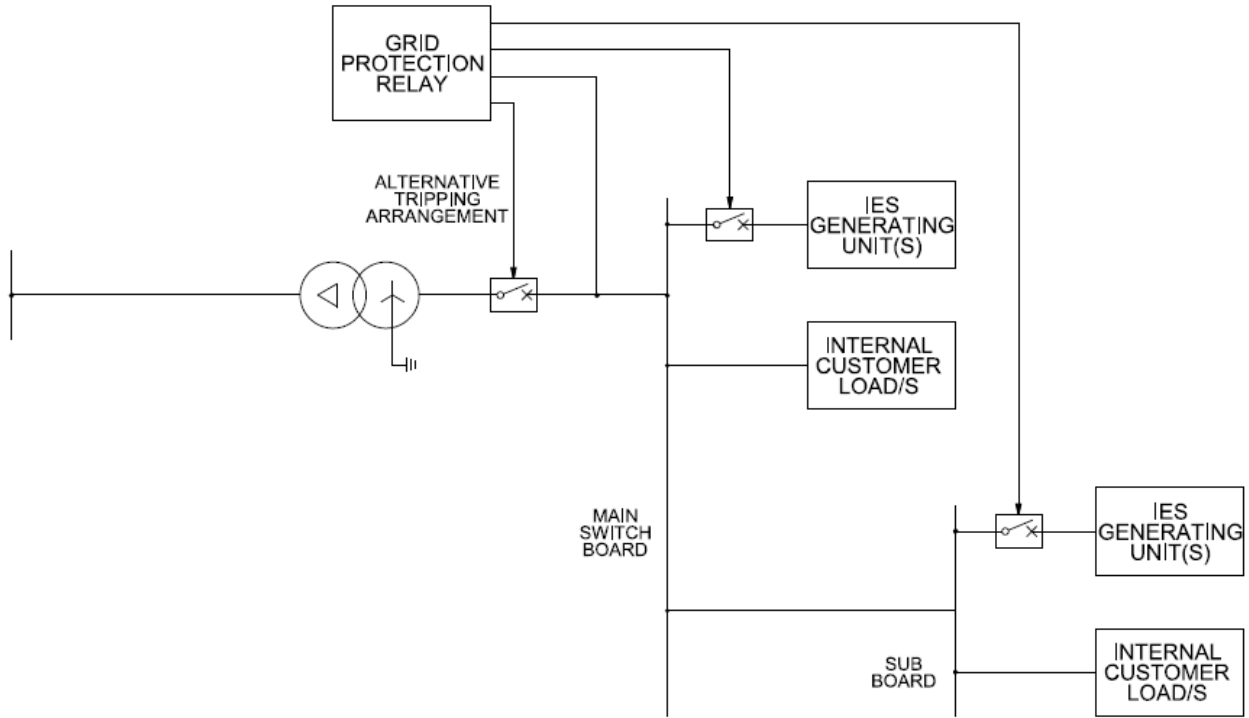 GRID
PROTECTION
RELAY
ALTERNATIVE
TRIPPING
ARRANGEMENT
IES
GENERATING
UNIT(S)
INTERNAL
CUSTOMER
LOAD/S
MAIN
SWITCH
BOARD
IES
GENERATING
UNIT(S)
SUB
BOARD
INTERNAL
CUSTOMER
LOAD/S